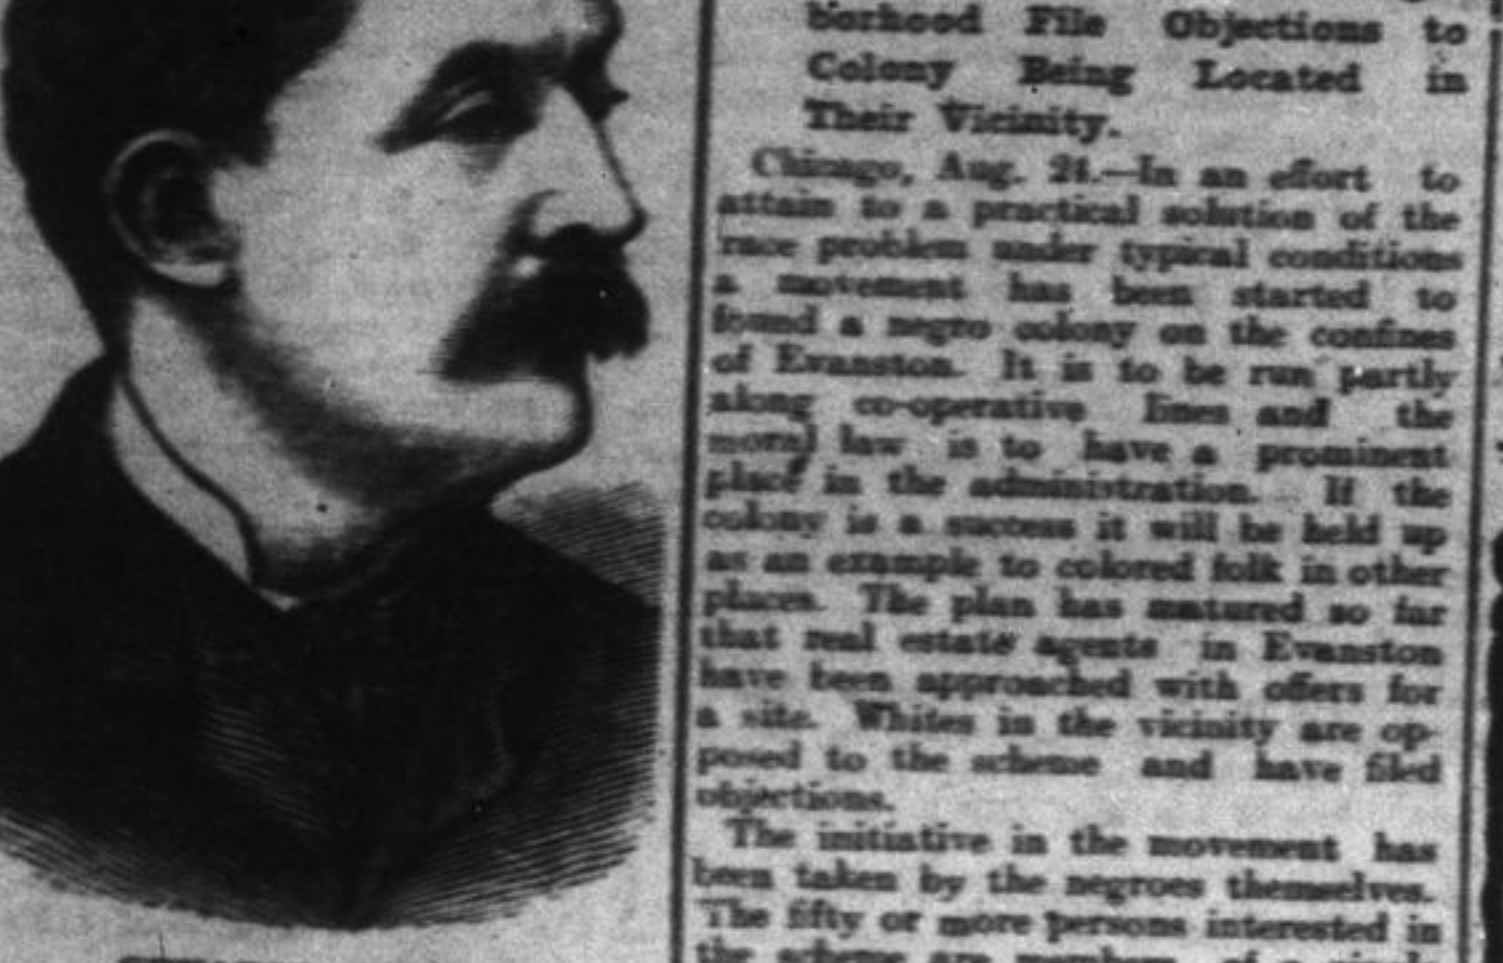 borhood File Objections to
Colony Being Located in
Their Vicinity.
Chicago, Aug. 24.—In an effort to
attain to a practical solution of the
race problem under typical conditions
a movement has been started to
found a negro colony on the confines
of Evanston. It is to be run partly
along co-operative lines and the
moral law is to have a prominent
place in the administration. If the
colony is a success it will be held up
as an example to colored folk in other
places. The plan has matured so far
that real estate agents in Evanston
have been approached with offers for
a site. Whites in the vicinity are op-
posed to the scheme and have filed
objections.
The initiative in the movement has
been taken by the negroes themselves.
The fifty or more persons interested in
the scheme are members of a